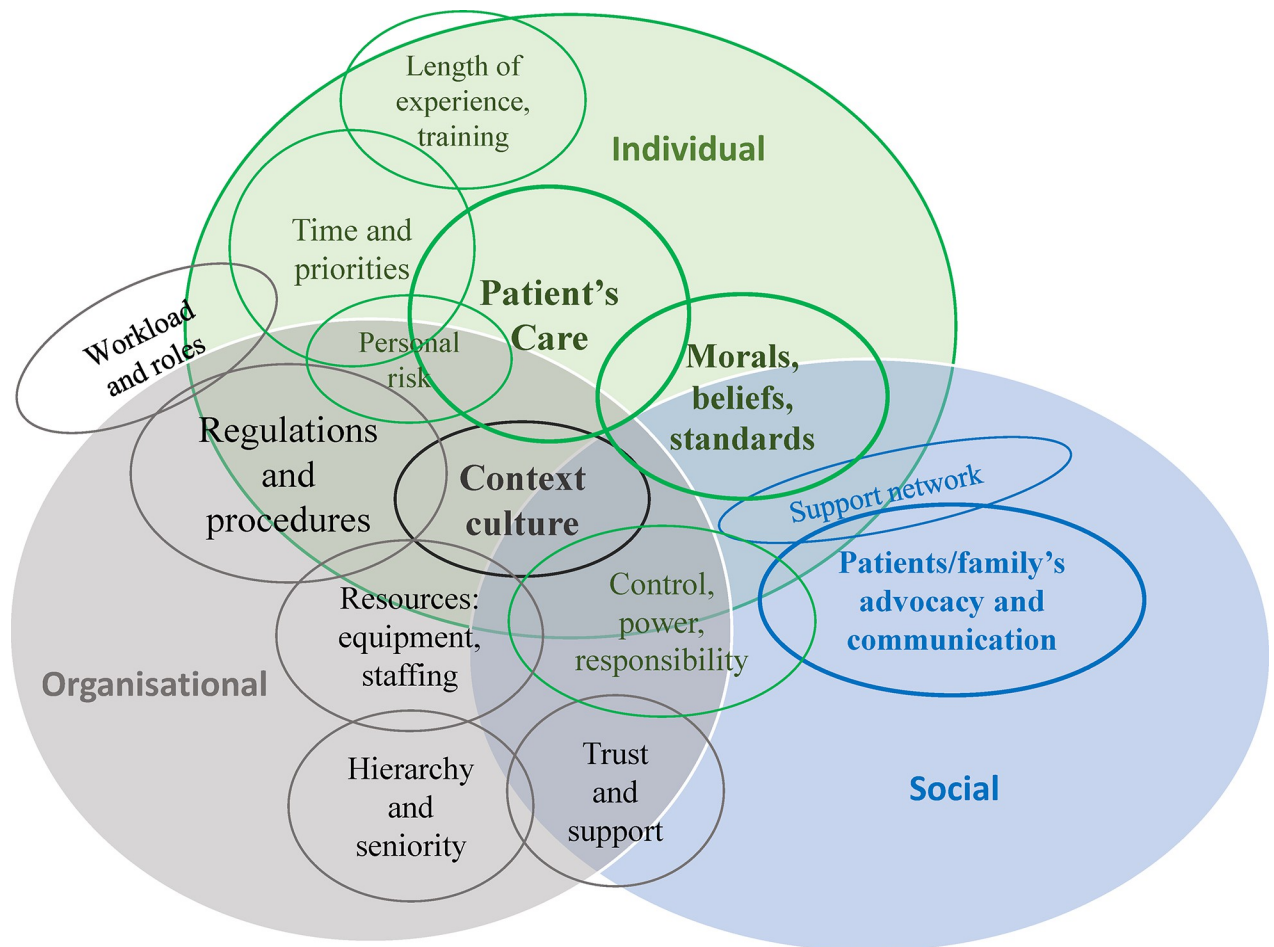 Length of
experience,
training
Individual
Time and
priorities
Patient’s
Care
Workload
and roles
Personal
risk
Morals,
beliefs,
standards
Regulations
and
procedures
Context
culture
Support network
Patients/family’s
advocacy and
communication
Resources:
equipment,
staffing
Control,
power,
responsibility
Organisational
Hierarchy
and
seniority
Trust
and
support
Social